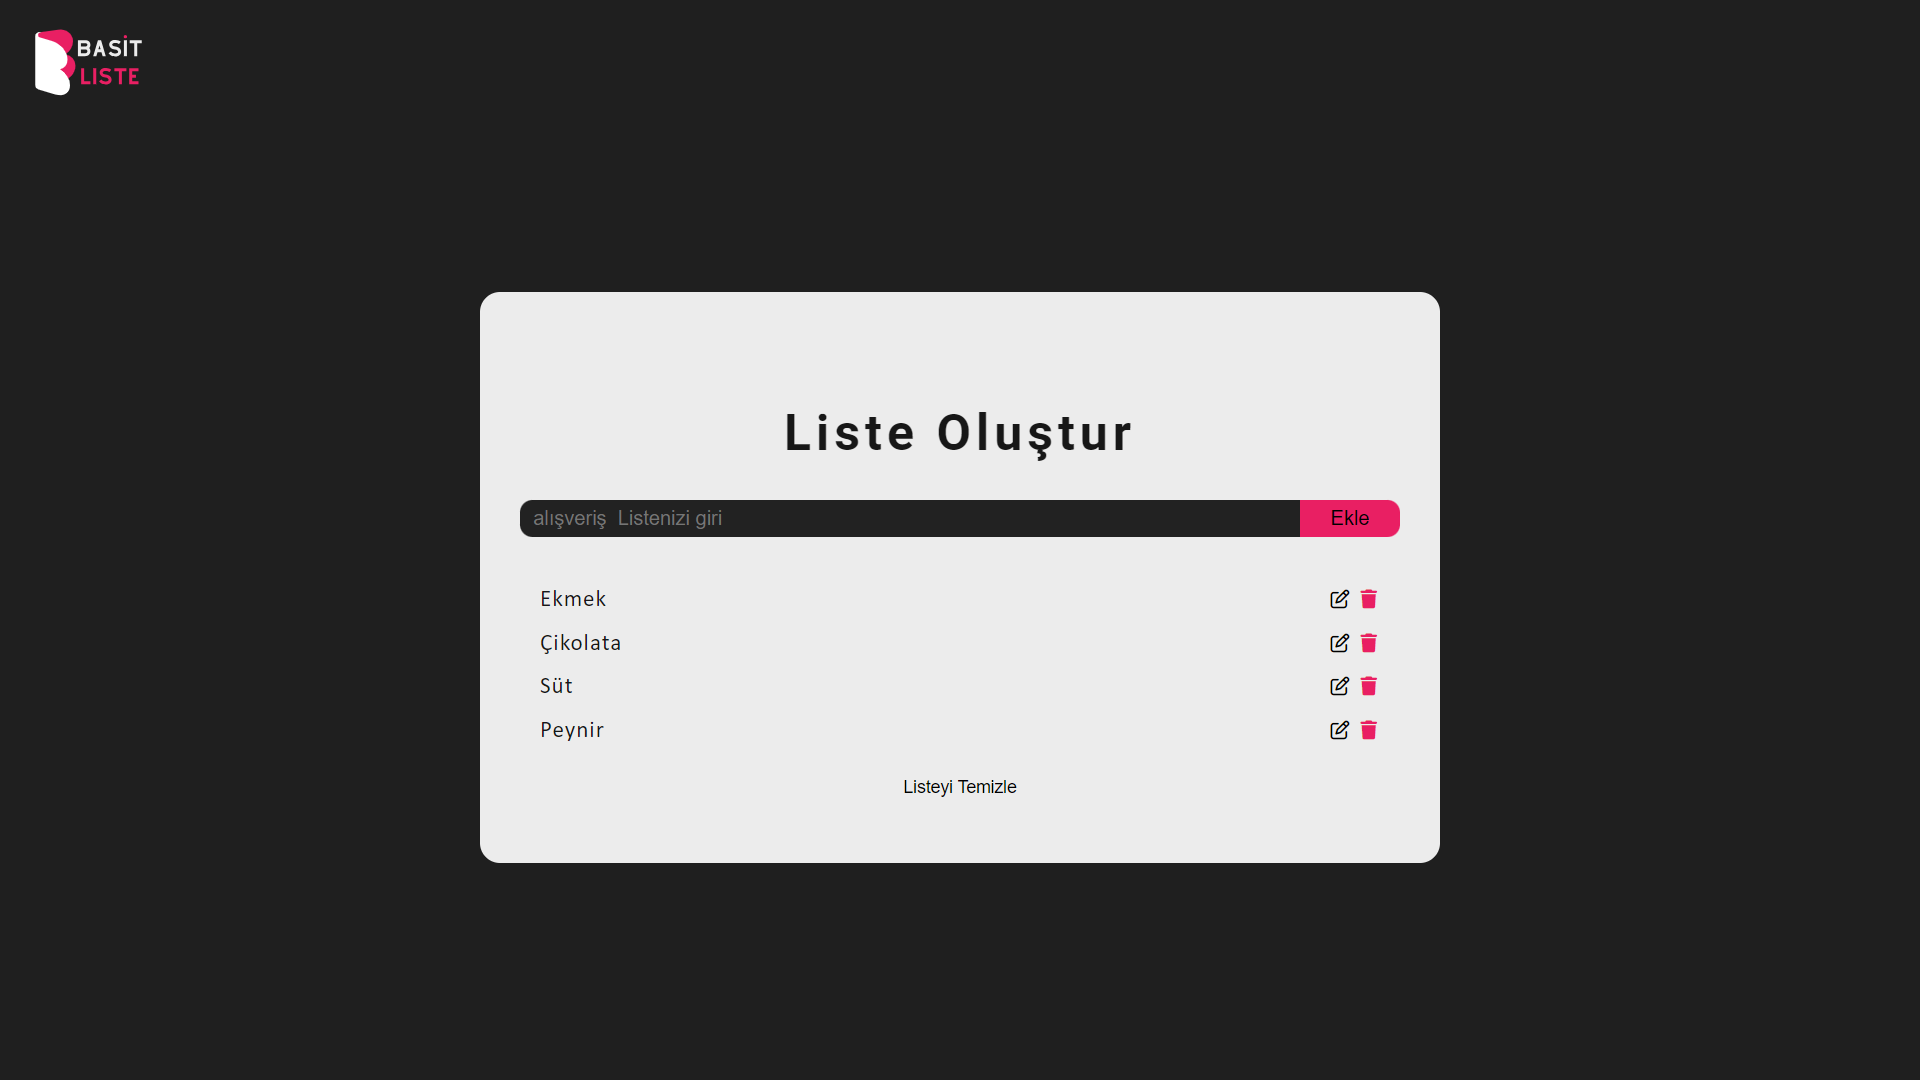 BASİT
LISTE
Liste Oluştur
alışveriş  Listenizi giri
Ekle
Ekmek
Çikolata
Süt
Peynir
Listeyi Temizle